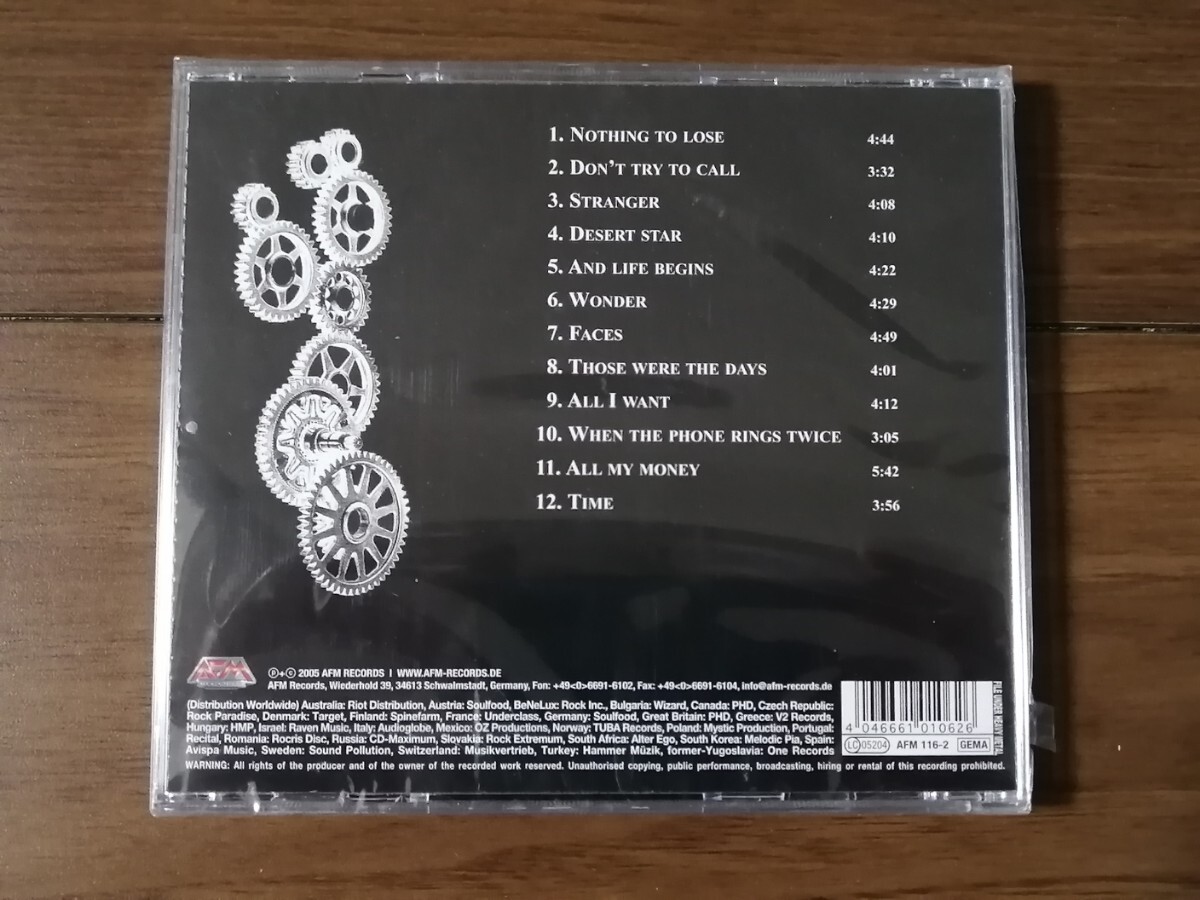 1. NOTHING TO LOSE 4:44
2. DON'T TRY TO CALL 3:32
3. STRANGER 4:08
4. DESERT STAR 4:10
5. AND LIFE BEGINS 4:22
6. WONDER 4:29
7. FACES 4:49
8. THOSE WERE THE DAYS 4:01
9. ALL I WANT 4:12
10. WHEN THE PHONE RINGS TWICE 3:05
11. ALL MY MONEY 5:42
12. TIME 3:56
AFM
℗+© 2005 AFM RECORDS I WWW.AFM-RECORDS.DE
AFM Records, Wiederhold 39, 34613 Schwalmstadt, Germany, Fon: +49<0>6691-6102, Fax: +49<0>6691-6104, info@afm-records.de
(Distribution Worldwide) Australia: Riot Distribution, Austria: Soulfood, BeNeLux: Rock Inc., Bulgaria: Wizard, Canada: PHD, Czech Republic:
Rock Paradise, Denmark: Target, Finland: Spinefarm, France: Underclass, Germany: Soulfood, Great Britain: PHD, Greece: V2 Records,
Hungary: HMP, Israel: Raven Music, Italy: Audioglobe, Mexico: OZ Productions, Norway: TUBA Records, Poland: Mystic Production, Portugal:
Recital, Romania: Rocris Disc, Russia: CD-Maximum, Slovakia: Rock Extremum, South Africa: Alter Ego, South Korea: Melodic Pia, Spain:
Avispa Music, Sweden: Sound Pollution, Switzerland: Musikvertrieb, Turkey: Hammer Müzik, former-Yugoslavia: One Records
WARNING: All rights of the producer and of the owner of the recorded work reserved. Unauthorised copying, public performance, broadcasting, hiring or rental of this recording prohibited.
4 046661 010626
LC 05204 AFM 116-2 GEMA
FILE UNDER: HEAVY METAL